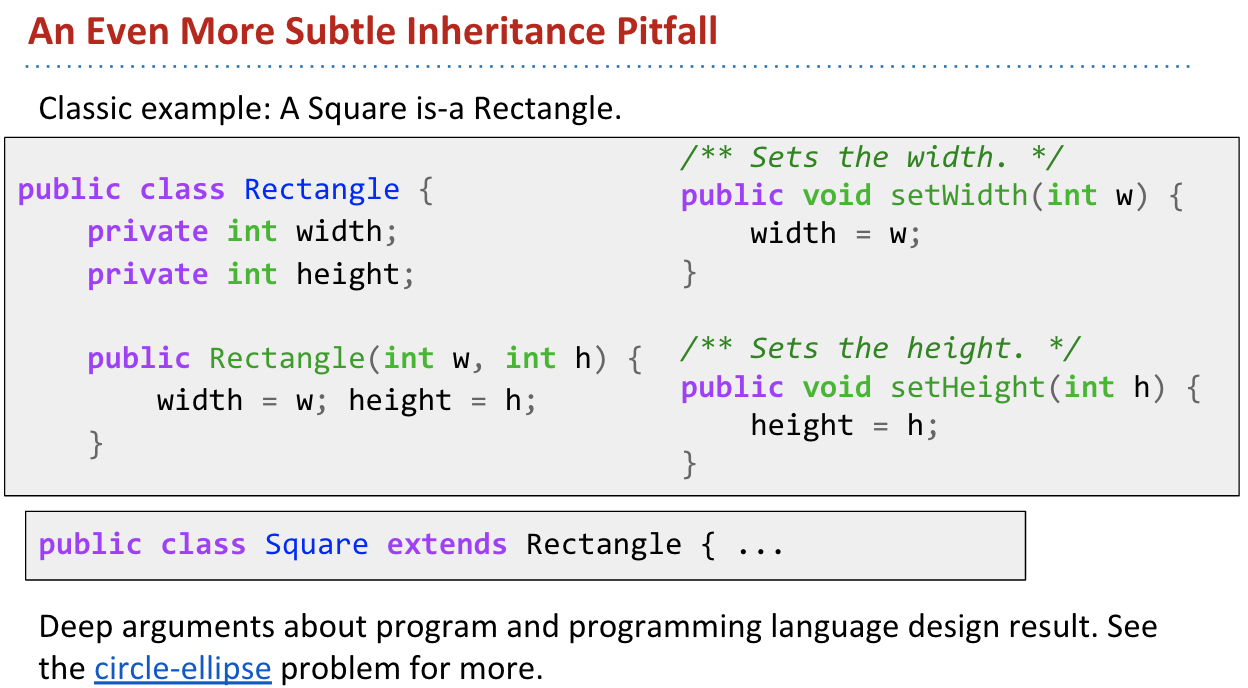 An Even More Subtle Inheritance Pitfall
Classic example: A Square is-a Rectangle.
public class Rectangle {
    private int width;
    private int height;

    public Rectangle(int w, int h) {
        width = w; height = h;
    }
/** Sets the width. */
public void setWidth(int w) {
    width = w;
}

/** Sets the height. */
public void setHeight(int h) {
    height = h;
}
public class Square extends Rectangle { ...
Deep arguments about program and programming language design result. See
the circle-ellipse problem for more.